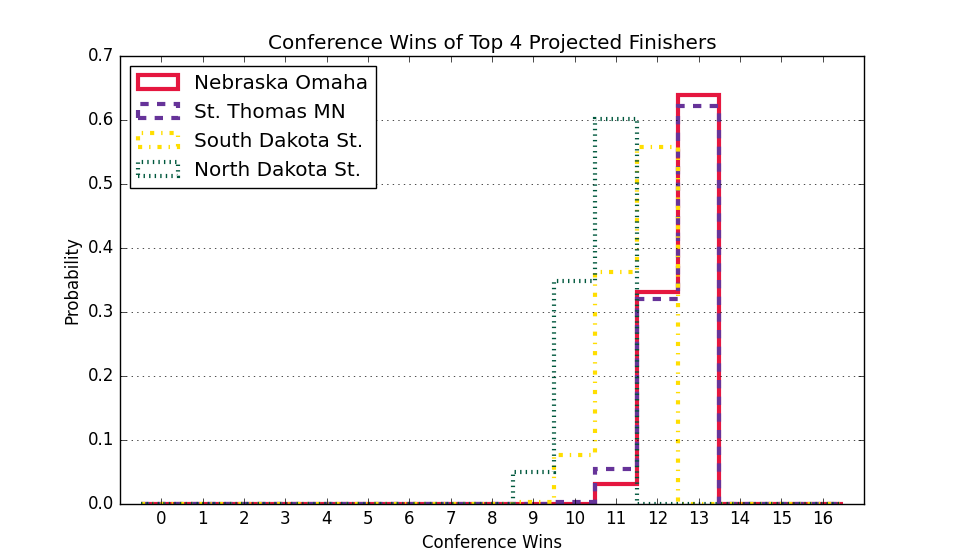 Conference Wins of Top 4 Projected Finishers
0.7
0.6
0.5
0.4
0.3
0.2
0.1
0.0
Probability
Nebraska Omaha
St. Thomas MN
South Dakota St.
North Dakota St.
0 1 2 3 4 5 6 7 8 9 10 11 12 13 14 15 16
Conference Wins